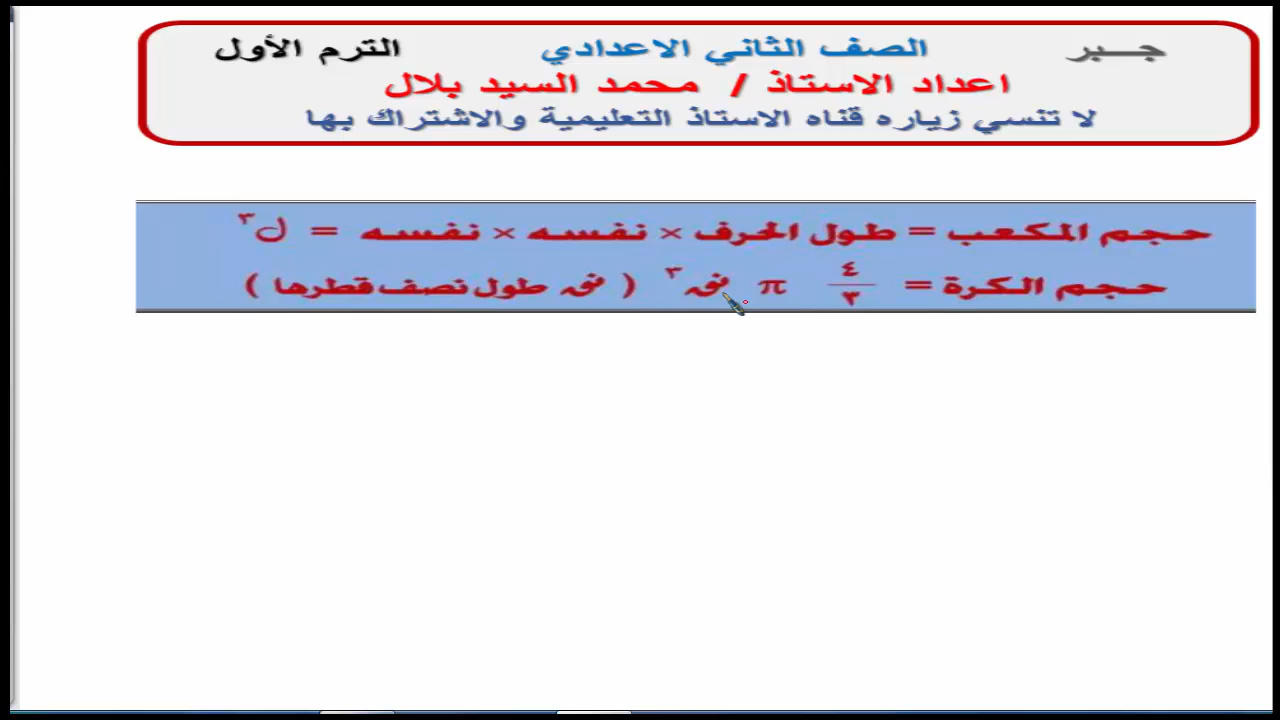 جـــبر الصف الثاني الاعدادي الترم الأول
اعداد الاستاذ / محمد السيد بلال
لا تنسي زياره قناه الاستاذ التعليمية والاشتراك بها
حجم المكعب = طول الحرف × نفسه × نفسه = ل٣
حجم الكرة = ٤/٣ π نق٣ ( نق طول نصف قطرها )